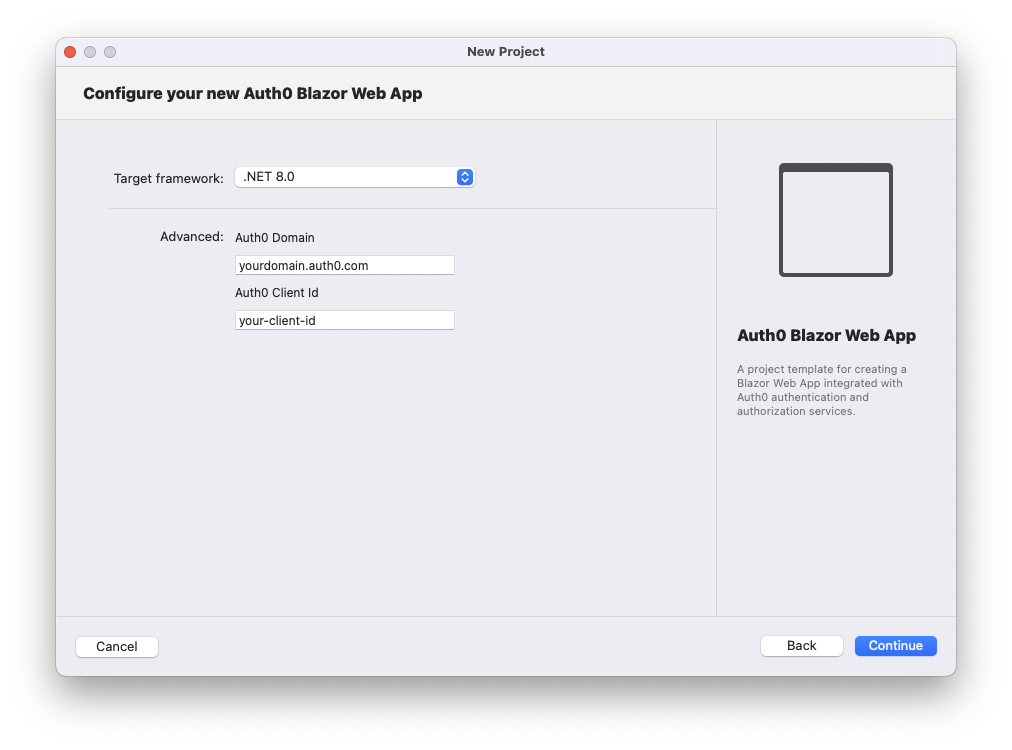 New Project
Configure your new Auth0 Blazor Web App
Target framework: .NET 8.0
Advanced: Auth0 Domain
yourdomain.auth0.com
Auth0 Client Id
your-client-id
Auth0 Blazor Web App
A project template for creating a
Blazor Web App integrated with
Auth0 authentication and
authorization services.
Cancel
Back
Continue